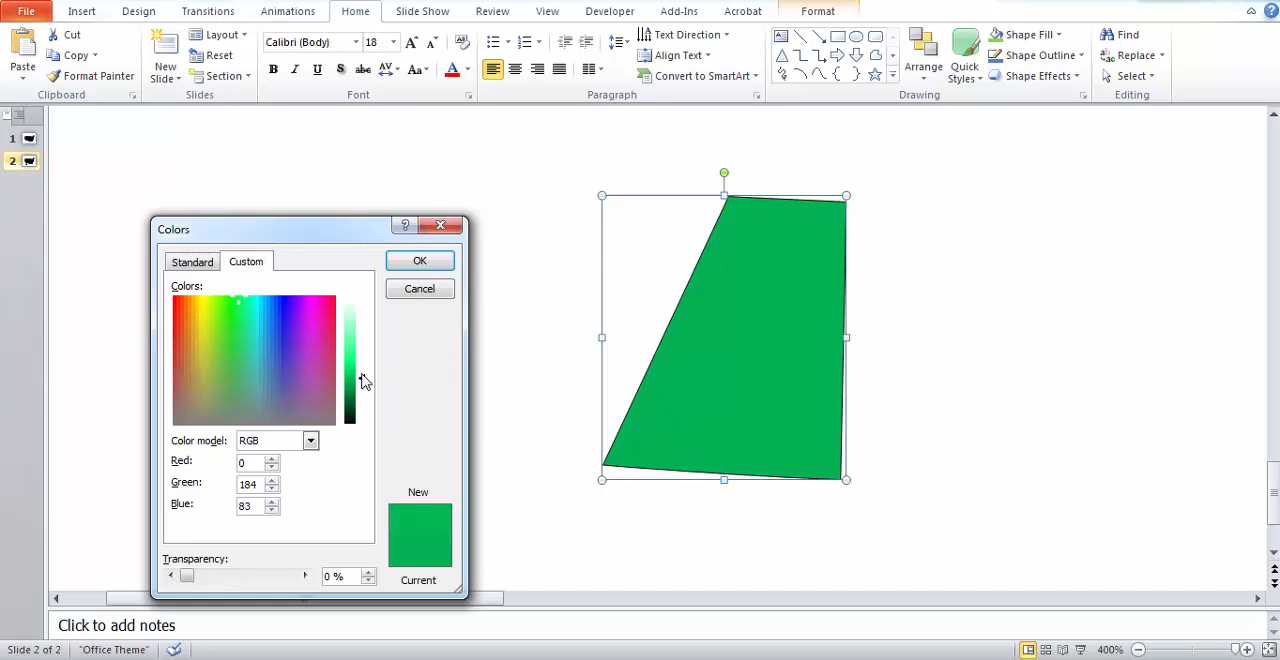 File Insert Design Transitions Animations Home Slide Show Review View Developer Add-Ins Acrobat Format
Paste
Cut
Copy
Format Painter
Clipboard
New
Slide
Layout
Reset
Section
Slides
Calibri (Body) 18
B I U S abc AV Aa A
Font
Text Direction
Align Text
Convert to SmartArt
Paragraph
Arrange
Quick
Styles
Shape Fill
Shape Outline
Shape Effects
Drawing
Find
Replace
Select
Editing
1
2
Colors
Standard Custom
OK
Cancel
Colors:
Color model: RGB
Red: 0
Green: 184
Blue: 83
New
Current
Transparency:
0 %
Click to add notes
Slide 2 of 2 "Office Theme" 400%